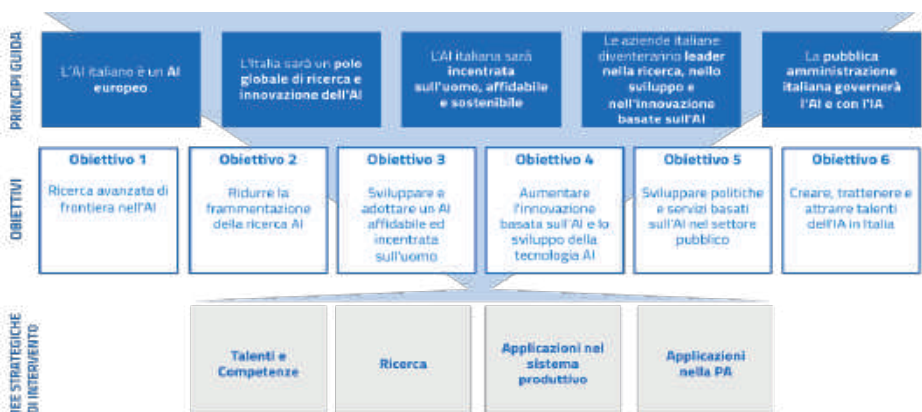 PRINCIPI GUIDA
L'AI italiano è un AI
europeo
L'Italia sarà un polo
globale di ricerca e
innovazione dell'AI
L'AI italiana sarà
incentrata
sull'uomo, affidabile
e sostenibile
Le aziende italiane
diventeranno leader
nella ricerca, nello
sviluppo e
nell'innovazione
basate sull'AI
La pubblica
amministrazione
italiana governerà
l'AI e con l'IA
OBIETTIVI
Obiettivo 1
Ricerca avanzata di
frontiera nell'AI
Obiettivo 2
Ridurre la
frammentazione
della ricerca AI
Obiettivo 3
Sviluppare e
adottare un AI
affidabile ed
incentrata
sull'uomo
Obiettivo 4
Aumentare
l'innovazione
basata sull'AI e lo
sviluppo della
tecnologia AI
Obiettivo 5
Sviluppare politiche
e servizi basati
sull'AI nel settore
pubblico
Obiettivo 6
Creare, trattenere e
attrarre talenti
dell'IA in Italia
NEE STRATEGICHE
DI INTERVENTO
Talenti e
Competenze
Ricerca
Applicazioni nel
sistema
produttivo
Applicazioni
nella PA